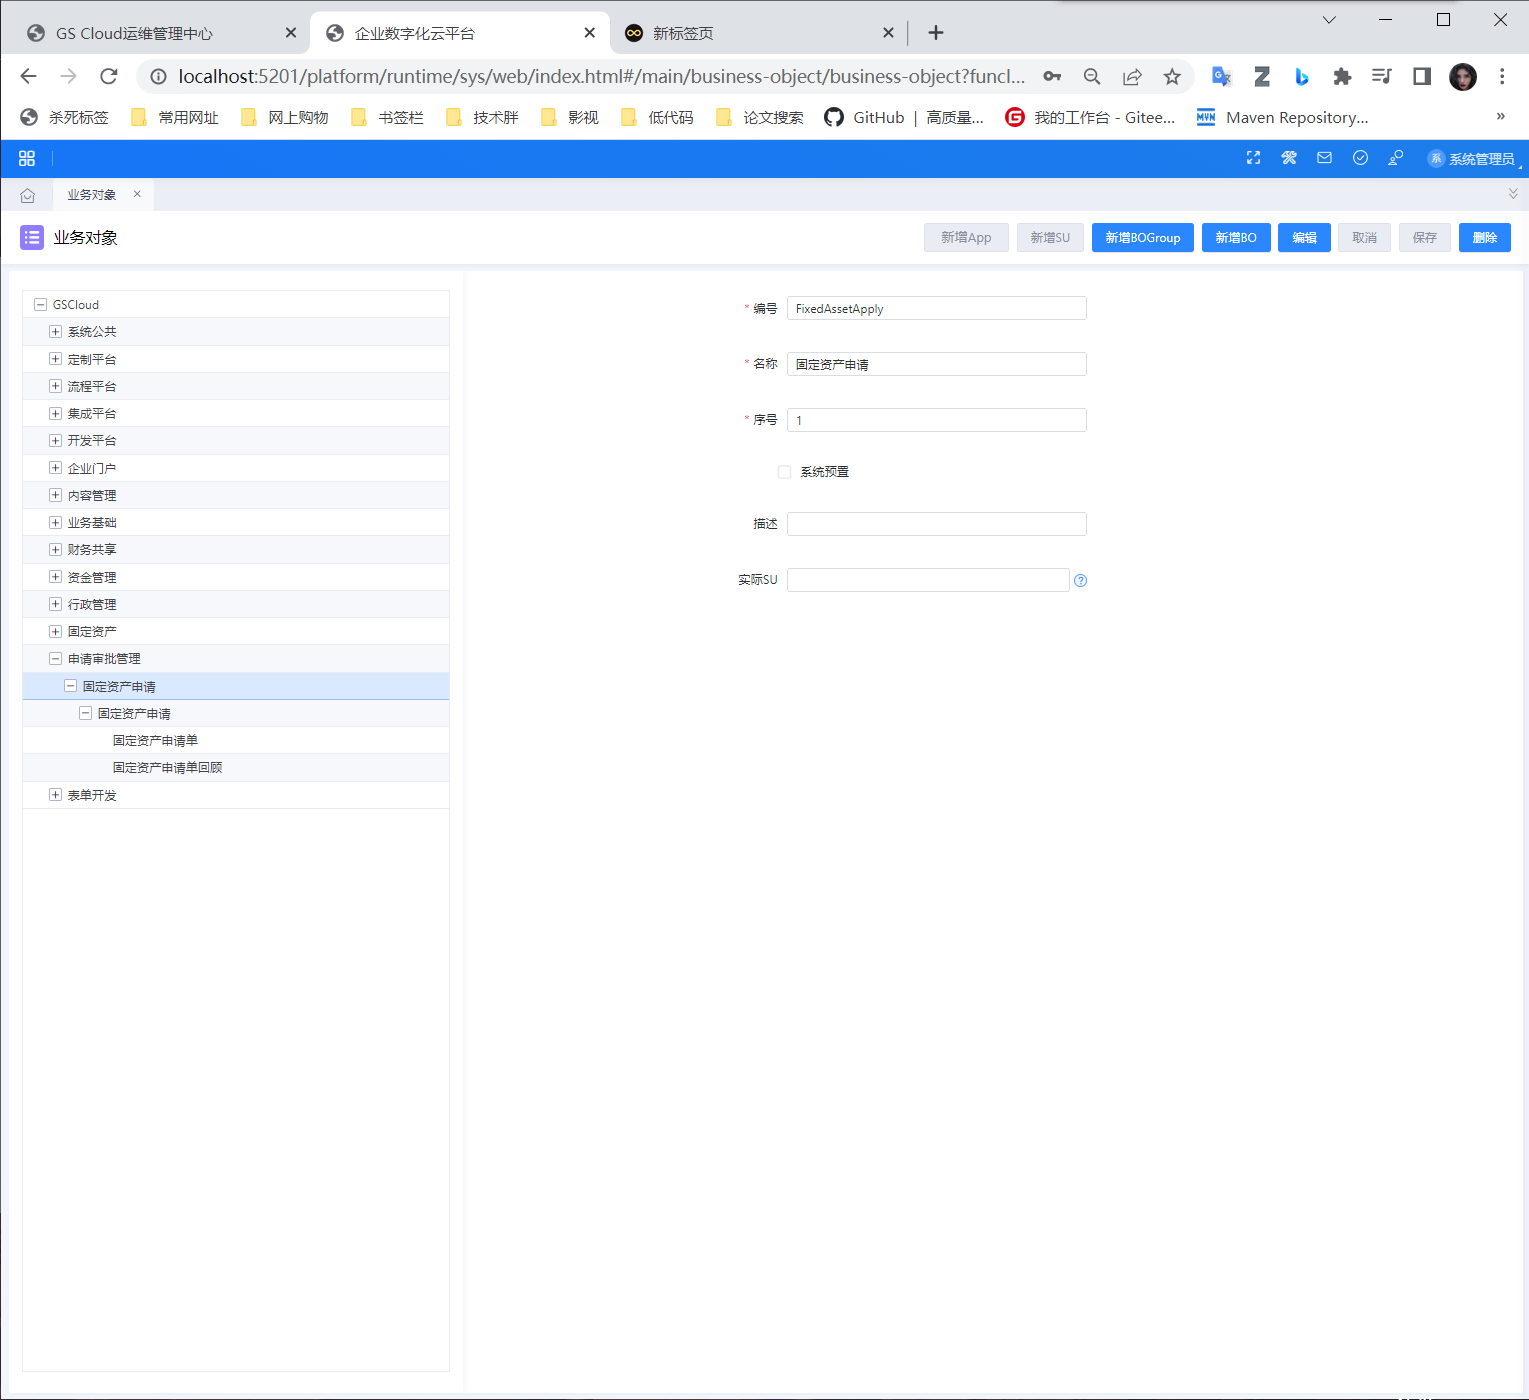 GS Cloud运维管理中心
企业数字化云平台
新标签页
localhost:5201/platform/runtime/sys/web/index.html#/main/business-object/business-object?funcl...
杀死标签
常用网址
网上购物
书签栏
技术胖
影视
低代码
论文搜索
GitHub | 高质量...
我的工作台 - Gitee...
MVN
Maven Repository...
系 系统管理员
业务对象
业务对象
新增App
新增SU
新增BOGroup
新增BO
编辑
取消
保存
删除
GSCloud
系统公共
定制平台
流程平台
集成平台
开发平台
企业门户
内容管理
业务基础
财务共享
资金管理
行政管理
固定资产
申请审批管理
固定资产申请
固定资产申请
固定资产申请单
固定资产申请单回顾
表单开发
* 编号 FixedAssetApply
* 名称 固定资产申请
* 序号 1
系统预置
描述
实际SU